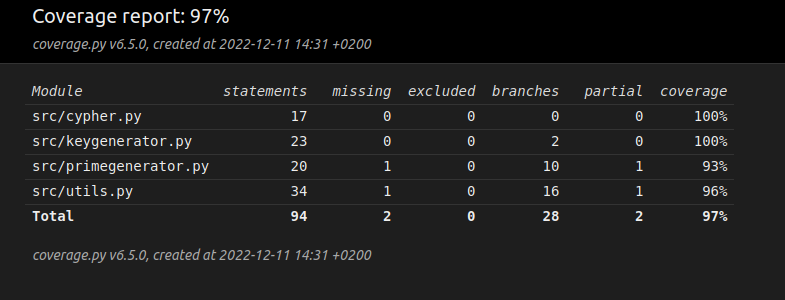 Coverage report: 97%
coverage.py v6.5.0, created at 2022-12-11 14:31 +0200
Module statements missing excluded branches partial coverage
src/cypher.py 17 0 0 0 0 100%
src/keygenerator.py 23 0 0 2 0 100%
src/primegenerator.py 20 1 0 10 1 93%
src/utils.py 34 1 0 16 1 96%
Total 94 2 0 28 2 97%
coverage.py v6.5.0, created at 2022-12-11 14:31 +0200